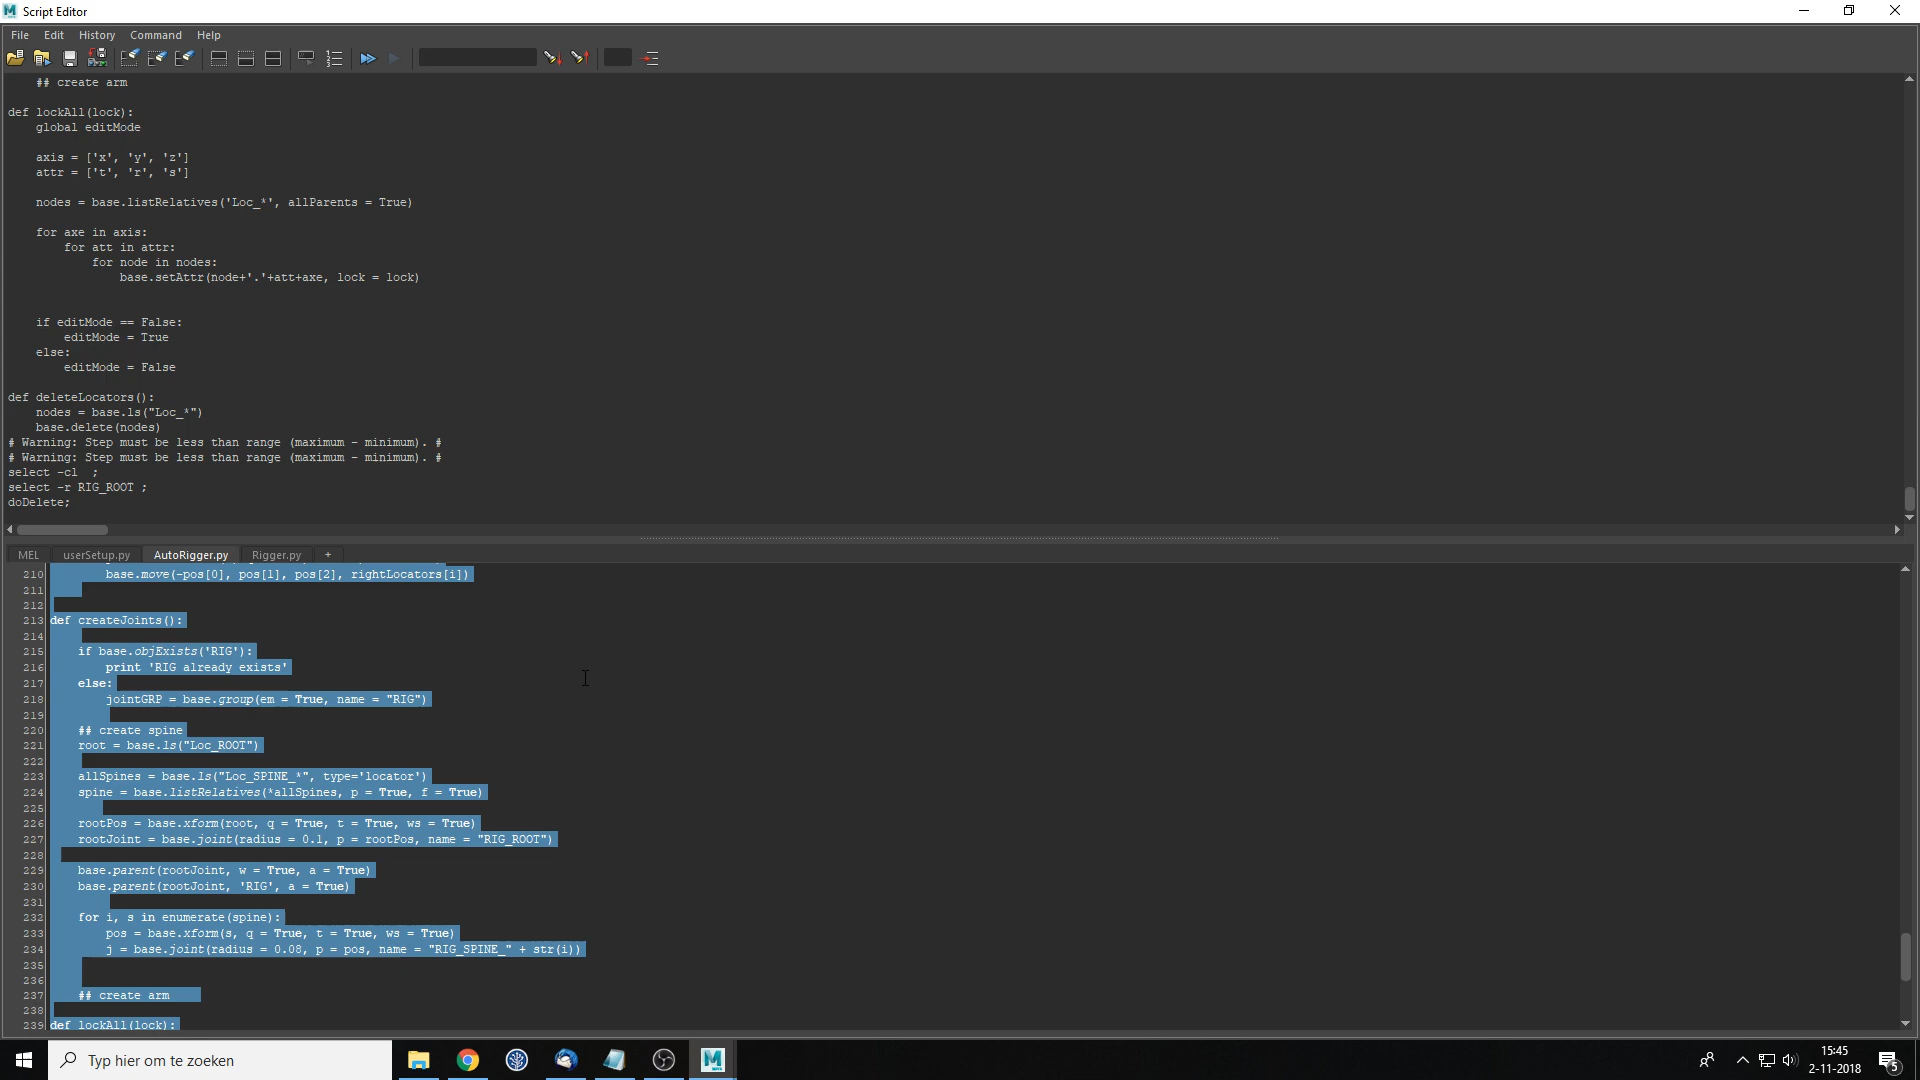 Script Editor
File Edit History Command Help
## create arm
def lockAll(lock):
global editMode
axis = ['x', 'y', 'z']
attr = ['t', 'r', 's']
nodes = base.listRelatives('Loc_*', allParents = True)
for axe in axis:
for att in attr:
for node in nodes:
base.setAttr(node+'.'+att+axe, lock = lock)
if editMode == False:
editMode = True
else:
editMode = False
def deleteLocators():
nodes = base.ls("Loc_*")
base.delete(nodes)
# Warning: Step must be less than range (maximum - minimum). #
# Warning: Step must be less than range (maximum - minimum). #
select -cl  ;
select -r RIG_ROOT ;
doDelete;
MEL userSetup.py AutoRigger.py Rigger.py +
210 base.move(-pos[0], pos[1], pos[2], rightLocators[i])
211
212
213 def createJoints():
214
215 if base.objExists('RIG'):
216 print 'RIG already exists'
217 else:
218 jointGRP = base.group(em = True, name = "RIG")
219
220 ## create spine
221 root = base.ls("Loc_ROOT")
222
223 allSpines = base.ls("Loc_SPINE_*", type='locator')
224 spine = base.listRelatives(*allSpines, p = True, f = True)
225
226 rootPos = base.xform(root, q = True, t = True, ws = True)
227 rootJoint = base.joint(radius = 0.1, p = rootPos, name = "RIG_ROOT")
228
229 base.parent(rootJoint, w = True, a = True)
230 base.parent(rootJoint, 'RIG', a = True)
231
232 for i, s in enumerate(spine):
233 pos = base.xform(s, q = True, t = True, ws = True)
234 j = base.joint(radius = 0.08, p = pos, name = "RIG_SPINE_" + str(i))
235
236
237 ## create arm
238
239 def lockAll(lock):
Typ hier om te zoeken
15:45
2-11-2018
5